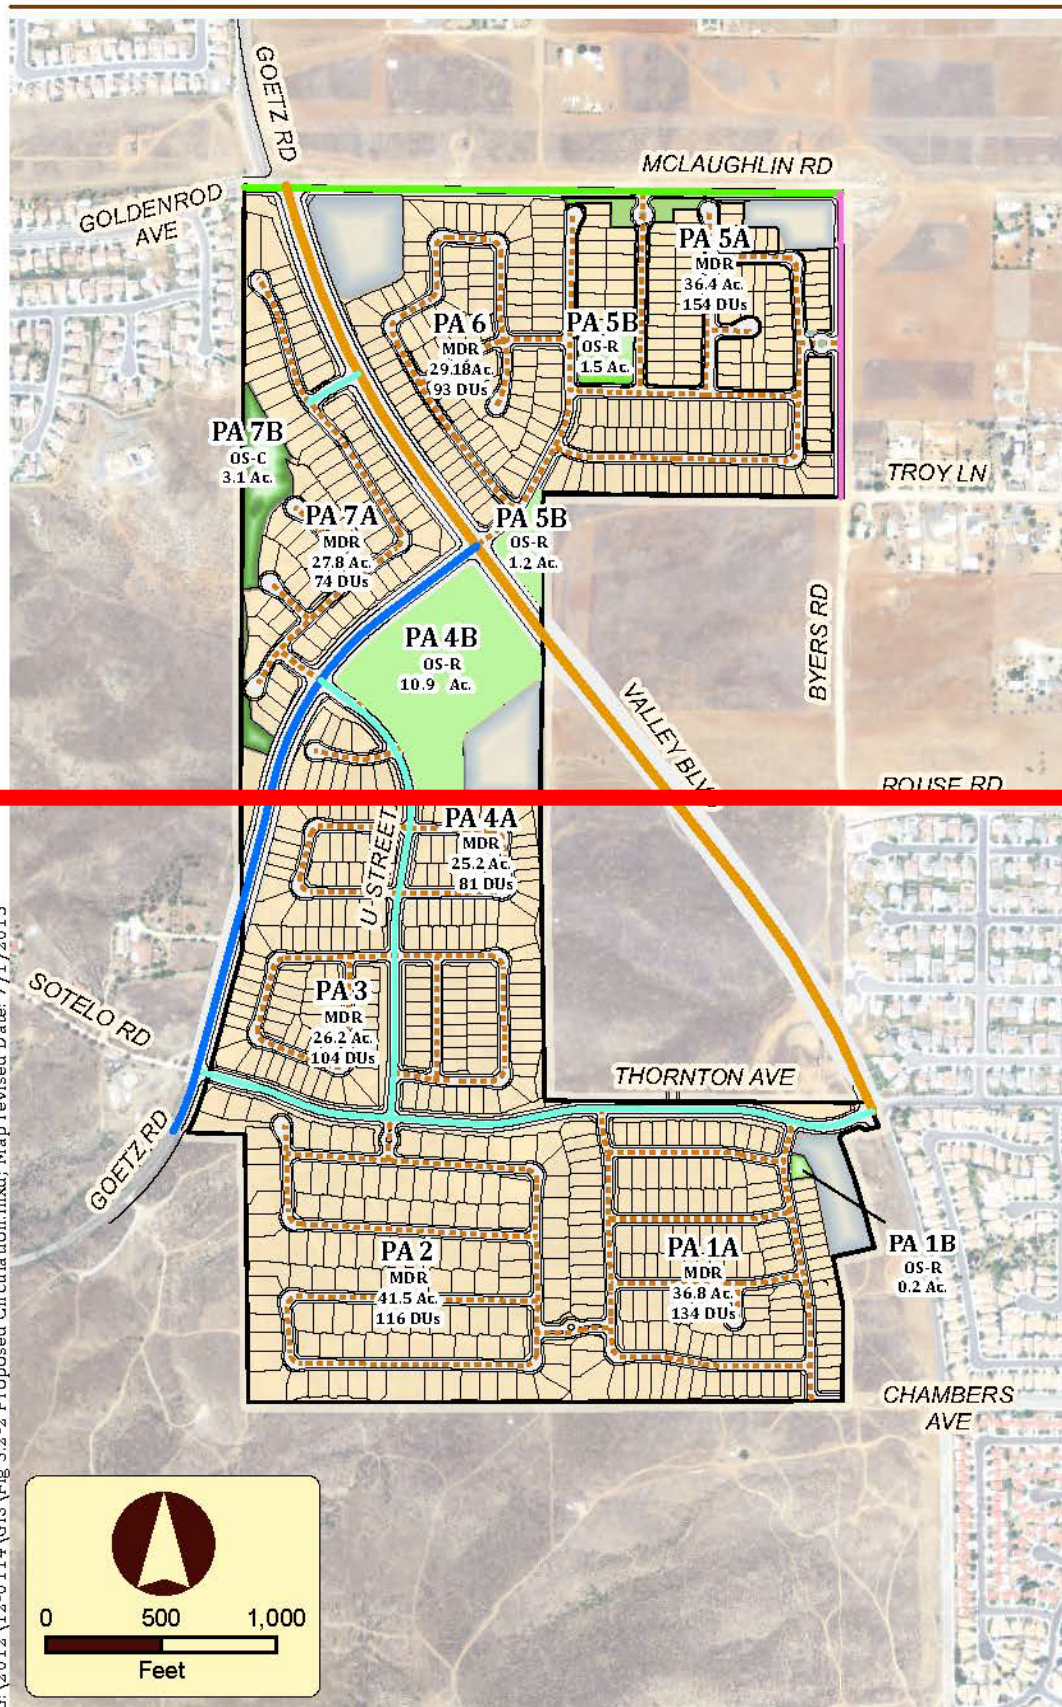 GOETZ RD
MCLAUGHLIN RD
GOLDENROD
AVE
PA 5A
MDR
36.4 Ac.
154 DUs
PA 6
MDR
29.18Ac.
93 DUs
PA 5B
OS-R
1.5 Ac.
PA 7B
OS-C
3.1 Ac.
TROY LN
PA 7A
MDR
27.8 Ac.
74 DUs
PA 5B
OS-R
1.2 Ac.
BYERS RD
PA 4B
OS-R
10.9 Ac.
VALLEY BLV
ROUSE RD
PA 4A
MDR
25.2 Ac.
81 DUs
U STREET
SOTELO RD
PA 3
MDR
26.2 Ac.
104 DUs
THORNTON AVE
GOETZ RD
PA 2
MDR
41.5 Ac.
116 DUs
PA 1A
MDR
36.8 Ac.
134 DUs
PA 1B
OS-R
0.2 Ac.
CHAMBERS
AVE
0 500 1,000
Feet